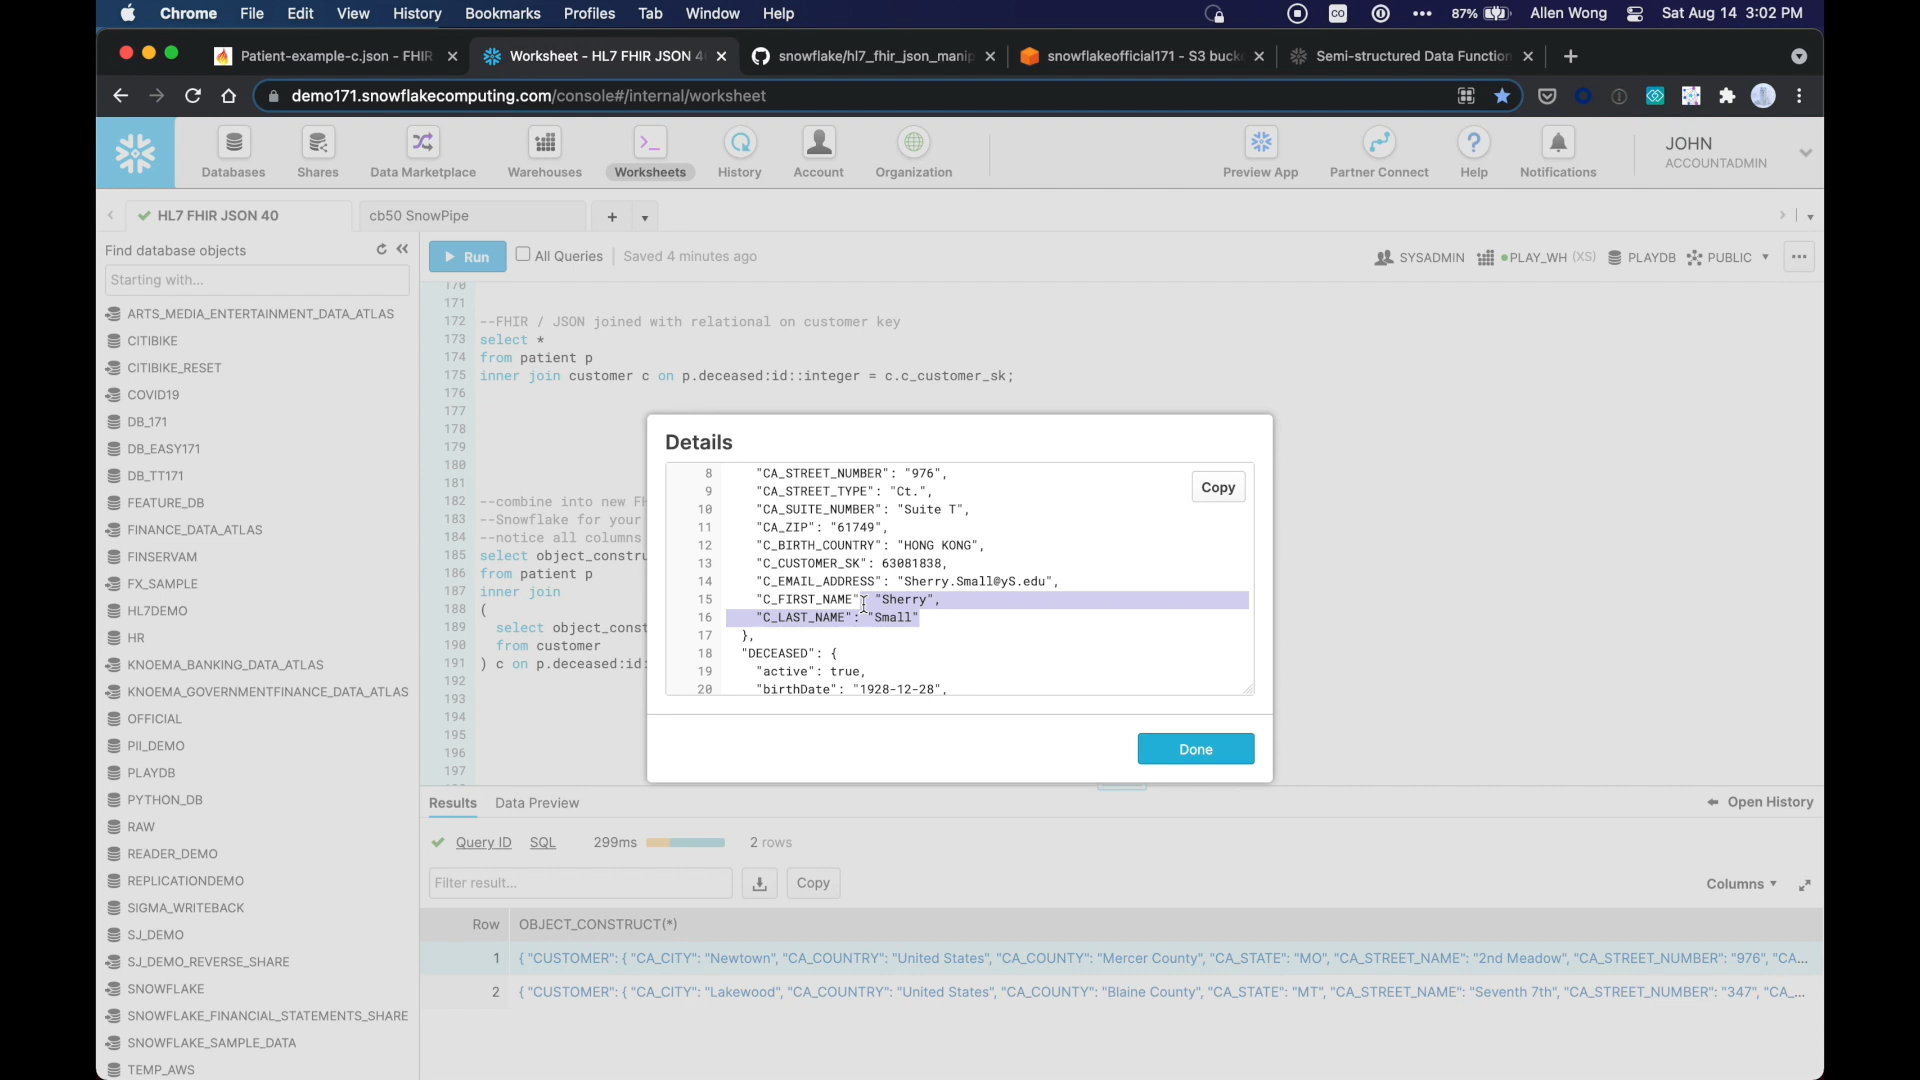 Chrome File Edit View History Bookmarks Profiles Tab Window Help
CO 87% Allen Wong Sat Aug 14 3:02 PM
Patient-example-c.json - FHIR
Worksheet - HL7 FHIR JSON 4
snowflake/hl7_fhir_json_manip
snowflakeofficial171 - S3 buck
Semi-structured Data Function
demo171.snowflakecomputing.com/console#/internal/worksheet
Databases Shares Data Marketplace Warehouses Worksheets History Account Organization
Preview App Partner Connect Help Notifications
JOHN
ACCOUNTADMIN
HL7 FHIR JSON 40
cb50 SnowPipe
Find database objects
Starting with...
ARTS_MEDIA_ENTERTAINMENT_DATA_ATLAS
CITIBIKE
CITIBIKE_RESET
COVID19
DB_171
DB_EASY171
DB_TT171
FEATURE_DB
FINANCE_DATA_ATLAS
FINSERVAM
FX_SAMPLE
HL7DEMO
HR
KNOEMA_BANKING_DATA_ATLAS
KNOEMA_GOVERNMENTFINANCE_DATA_ATLAS
OFFICIAL
PII_DEMO
PLAYDB
PYTHON_DB
RAW
READER_DEMO
REPLICATIONDEMO
SIGMA_WRITEBACK
SJ_DEMO
SJ_DEMO_REVERSE_SHARE
SNOWFLAKE
SNOWFLAKE_FINANCIAL_STATEMENTS_SHARE
SNOWFLAKE_SAMPLE_DATA
TEMP_AWS
Run All Queries Saved 4 minutes ago
SYSADMIN PLAY_WH (XS) PLAYDB PUBLIC
170
171
172 --FHIR / JSON joined with relational on customer key
173 select *
174 from patient p
175 inner join customer c on p.deceased:id::integer = c.c_customer_sk;
176
177
178
179
180
181
182 --combine into new FH
183 --Snowflake for your
184 --notice all columns
185 select object_constru
186 from patient p
187 inner join
188 (
189 select object_const
190 from customer
191 ) c on p.deceased:id:
192
193
194
195
196
197
Details
Copy
8 "CA_STREET_NUMBER": "976",
9 "CA_STREET_TYPE": "Ct.",
10 "CA_SUITE_NUMBER": "Suite T",
11 "CA_ZIP": "61749",
12 "C_BIRTH_COUNTRY": "HONG KONG",
13 "C_CUSTOMER_SK": 63081838,
14 "C_EMAIL_ADDRESS": "Sherry.Small@yS.edu",
15 "C_FIRST_NAME": "Sherry",
16 "C_LAST_NAME": "Small"
17 },
18 "DECEASED": {
19 "active": true,
20 "birthDate": "1928-12-28",
Done
Results Data Preview Open History
Query ID SQL 299ms 2 rows
Filter result... Copy Columns
Row OBJECT_CONSTRUCT(*)
1 { "CUSTOMER": { "CA_CITY": "Newtown", "CA_COUNTRY": "United States", "CA_COUNTY": "Mercer County", "CA_STATE": "MO", "CA_STREET_NAME": "2nd Meadow", "CA_STREET_NUMBER": "976", "CA...
2 { "CUSTOMER": { "CA_CITY": "Lakewood", "CA_COUNTRY": "United States", "CA_COUNTY": "Blaine County", "CA_STATE": "MT", "CA_STREET_NAME": "Seventh 7th", "CA_STREET_NUMBER": "347", "CA_...